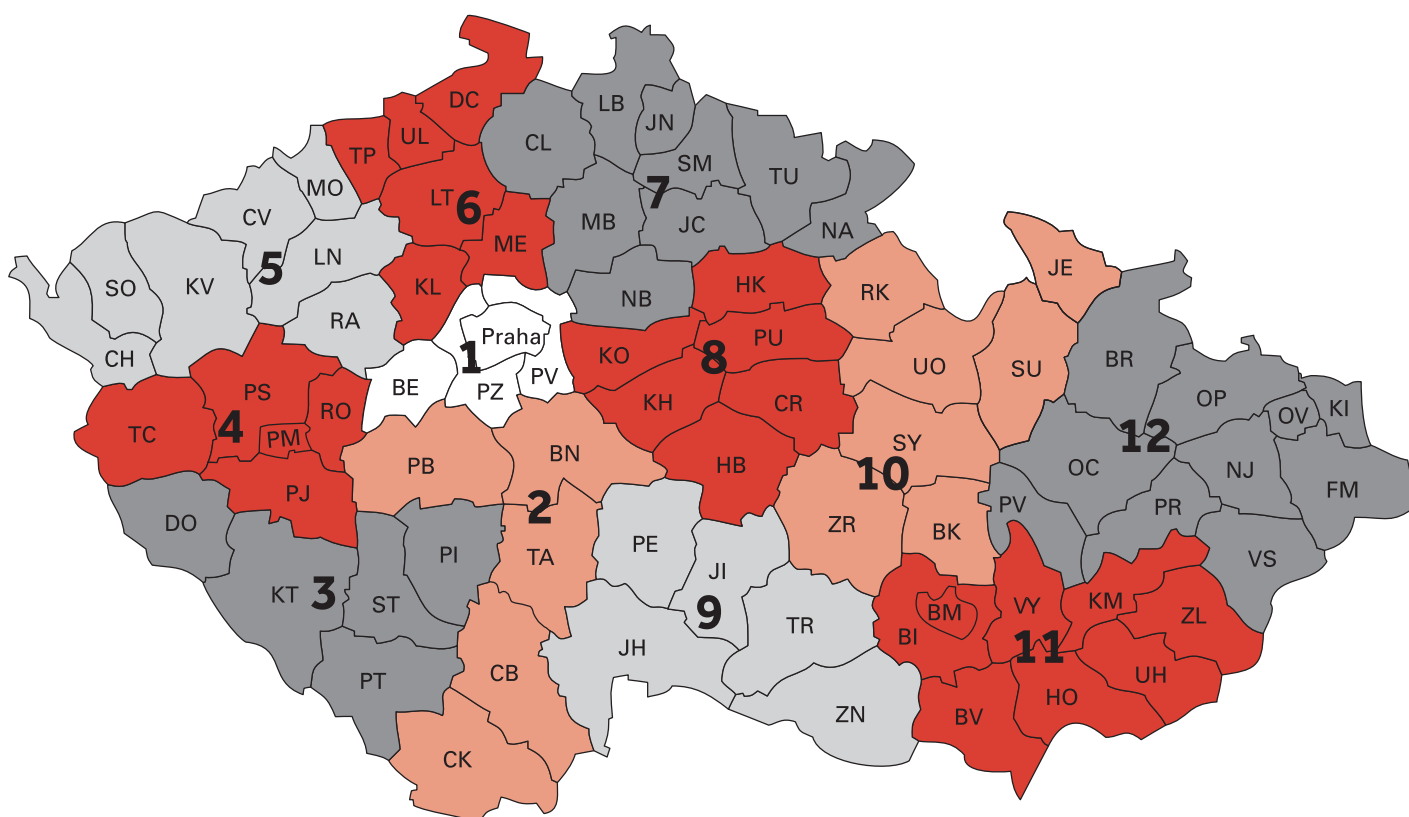 DC
UL
TP
LB
JN
CL
SM
TU
MO
CV
LT
6
7
MB
JC
NA
ME
LN
5
SO
KV
KL
NB
HK
RK
JE
RA
Praha
1
CH
BE
PZ
PV
KO
8
PU
UO
SU
BR
PS
RO
4
PM
TC
KH
CR
OP
OV
KI
12
SY
10
PB
BN
HB
OC
NJ
FM
PJ
2
DO
ZR
BK
PV
PR
PI
TA
PE
JI
VS
KT
3
ST
9
TR
BM
BI
VY
KM
ZL
11
JH
CB
PT
UH
HO
ZN
BV
CK